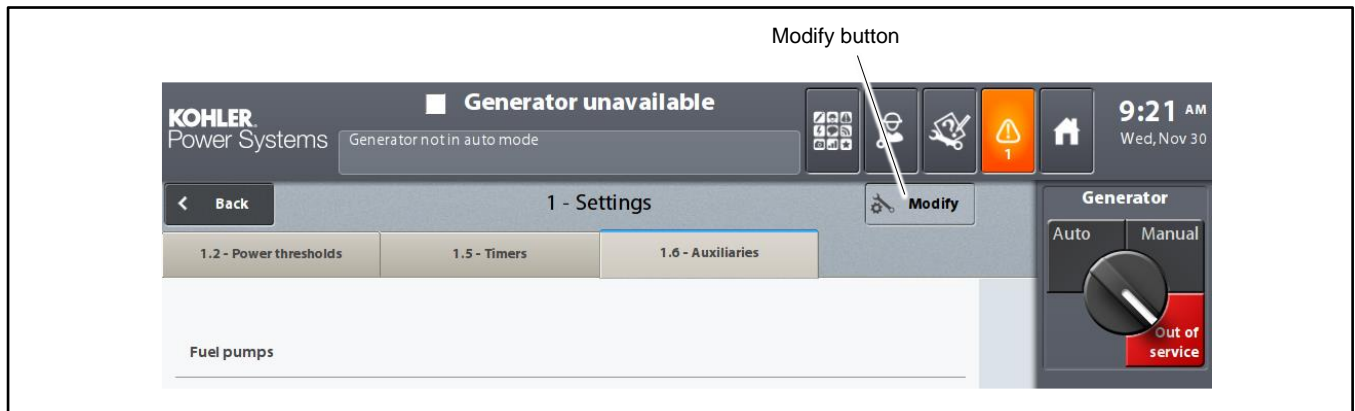 Modify button
KOHLER.
Power Systems
Generator unavailable
Generator not in auto mode
1
9:21 AM
Wed, Nov 30
Back
1 - Settings
Modify
1.2 - Power thresholds
1.5 - Timers
1.6 - Auxiliaries
Fuel pumps
Generator
Auto
Manual
Out of
service